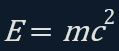 E = mc²